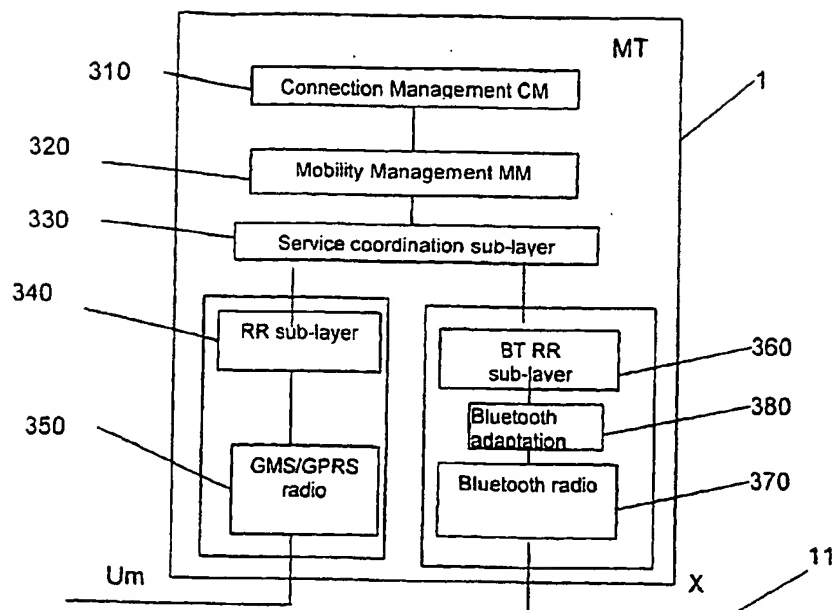 MT
310
Connection Management CM
1
320
Mobility Management MM
330
Service coordination sub-layer
340
RR sub-layer
BT RR
sub-layer
360
380
Bluetooth
adaptation
350
GMS/GPRS
radio
Bluetooth radio
370
Um
X
11